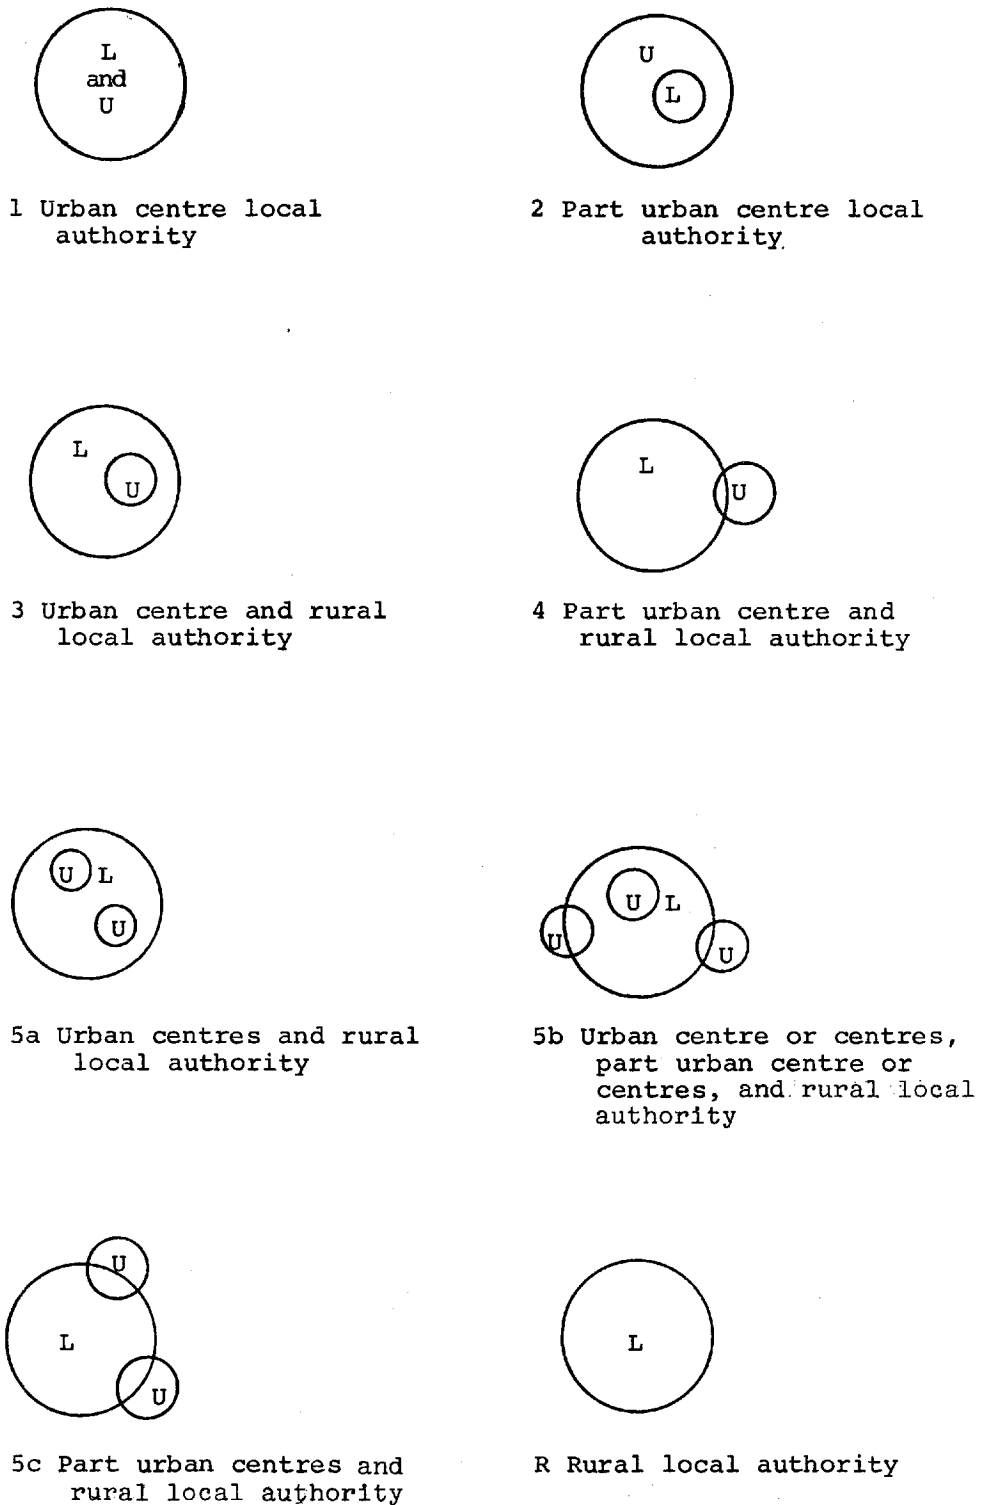 L
and
U
1 Urban centre local
authority
U
L
2 Part urban centre local
authority
L
U
3 Urban centre and rural
local authority
L
U
4 Part urban centre and
rural local authority
U L
U
5a Urban centres and rural
local authority
U L
U
U
5b Urban centre or centres,
part urban centre or
centres, and rural local
authority
U
L
U
5c Part urban centres and
rural local authority
L
R Rural local authority